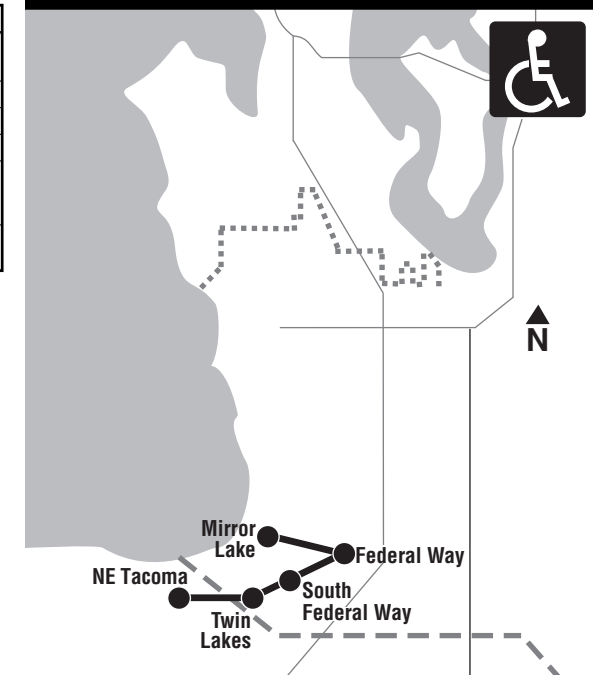 N
Mirror
Lake
Federal Way
NE Tacoma
South
Federal Way
Twin
Lakes